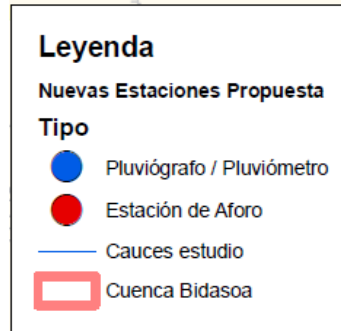 Leyenda
Nuevas Estaciones Propuesta
Tipo
Pluviógrafo / Pluviómetro
Estación de Aforo
Cauces estudio
Cuenca Bidasoa